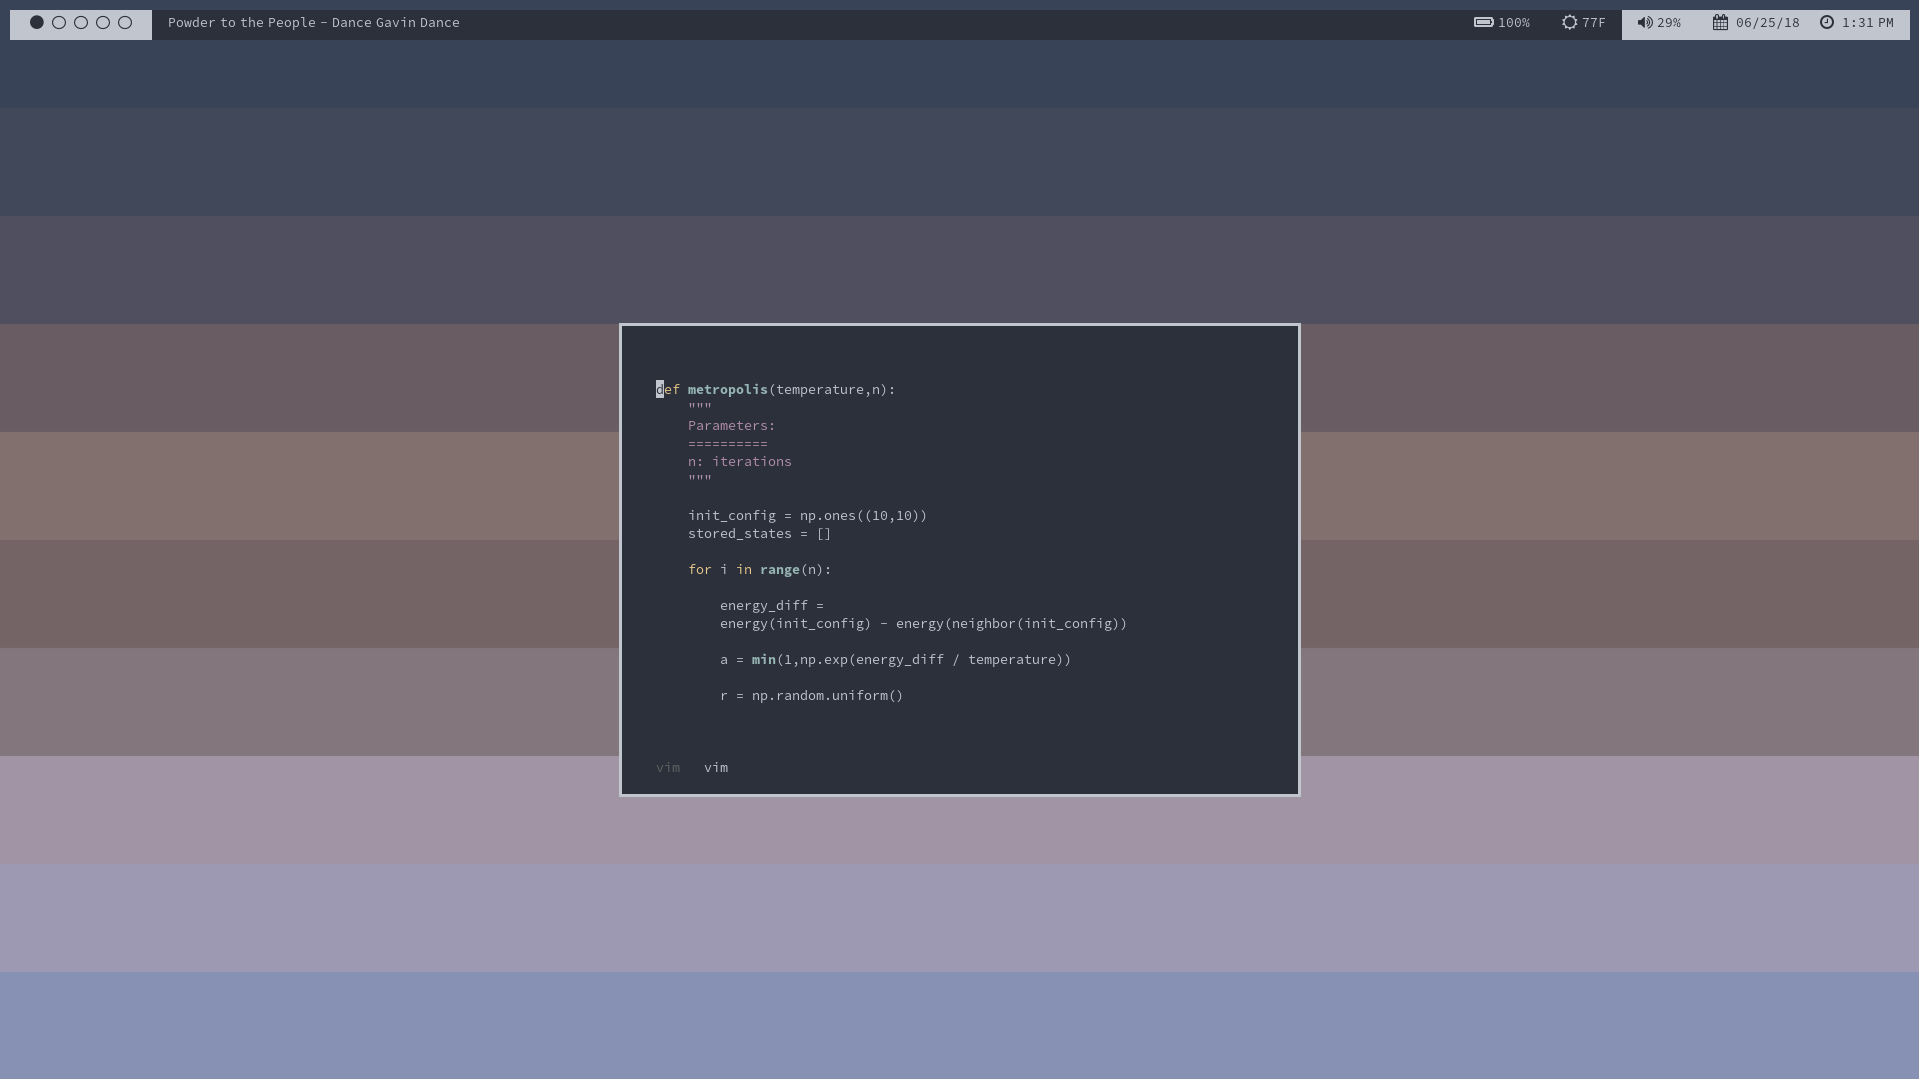 Powder to the People - Dance Gavin Dance 100% 77F 29% 06/25/18 1:31 PM
def metropolis(temperature,n):
    """
    Parameters:
    ==========
    n: iterations
    """
    init_config = np.ones((10,10))
    stored_states = []
    for i in range(n):
        energy_diff =
        energy(init_config) - energy(neighbor(init_config))
        a = min(1,np.exp(energy_diff / temperature))
        r = np.random.uniform()
vim vim